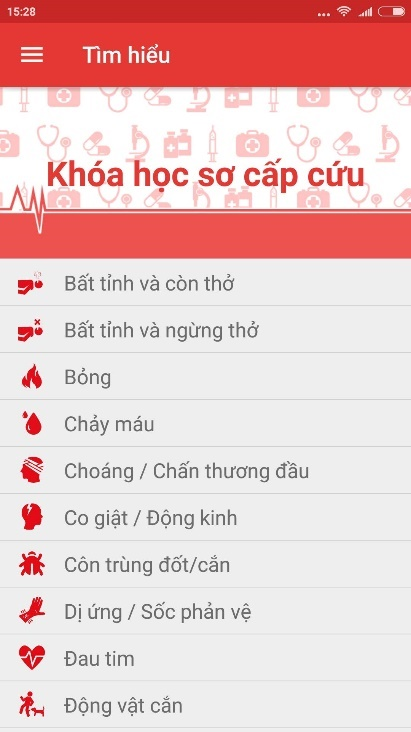 15:28
Tìm hiểu
Khóa học sơ cấp cứu
Bất tỉnh và còn thở
Bất tỉnh và ngừng thở
Bỏng
Chảy máu
Choáng / Chấn thương đầu
Co giật / Động kinh
Côn trùng đốt/cắn
Dị ứng / Sốc phản vệ
Đau tim
Động vật cắn